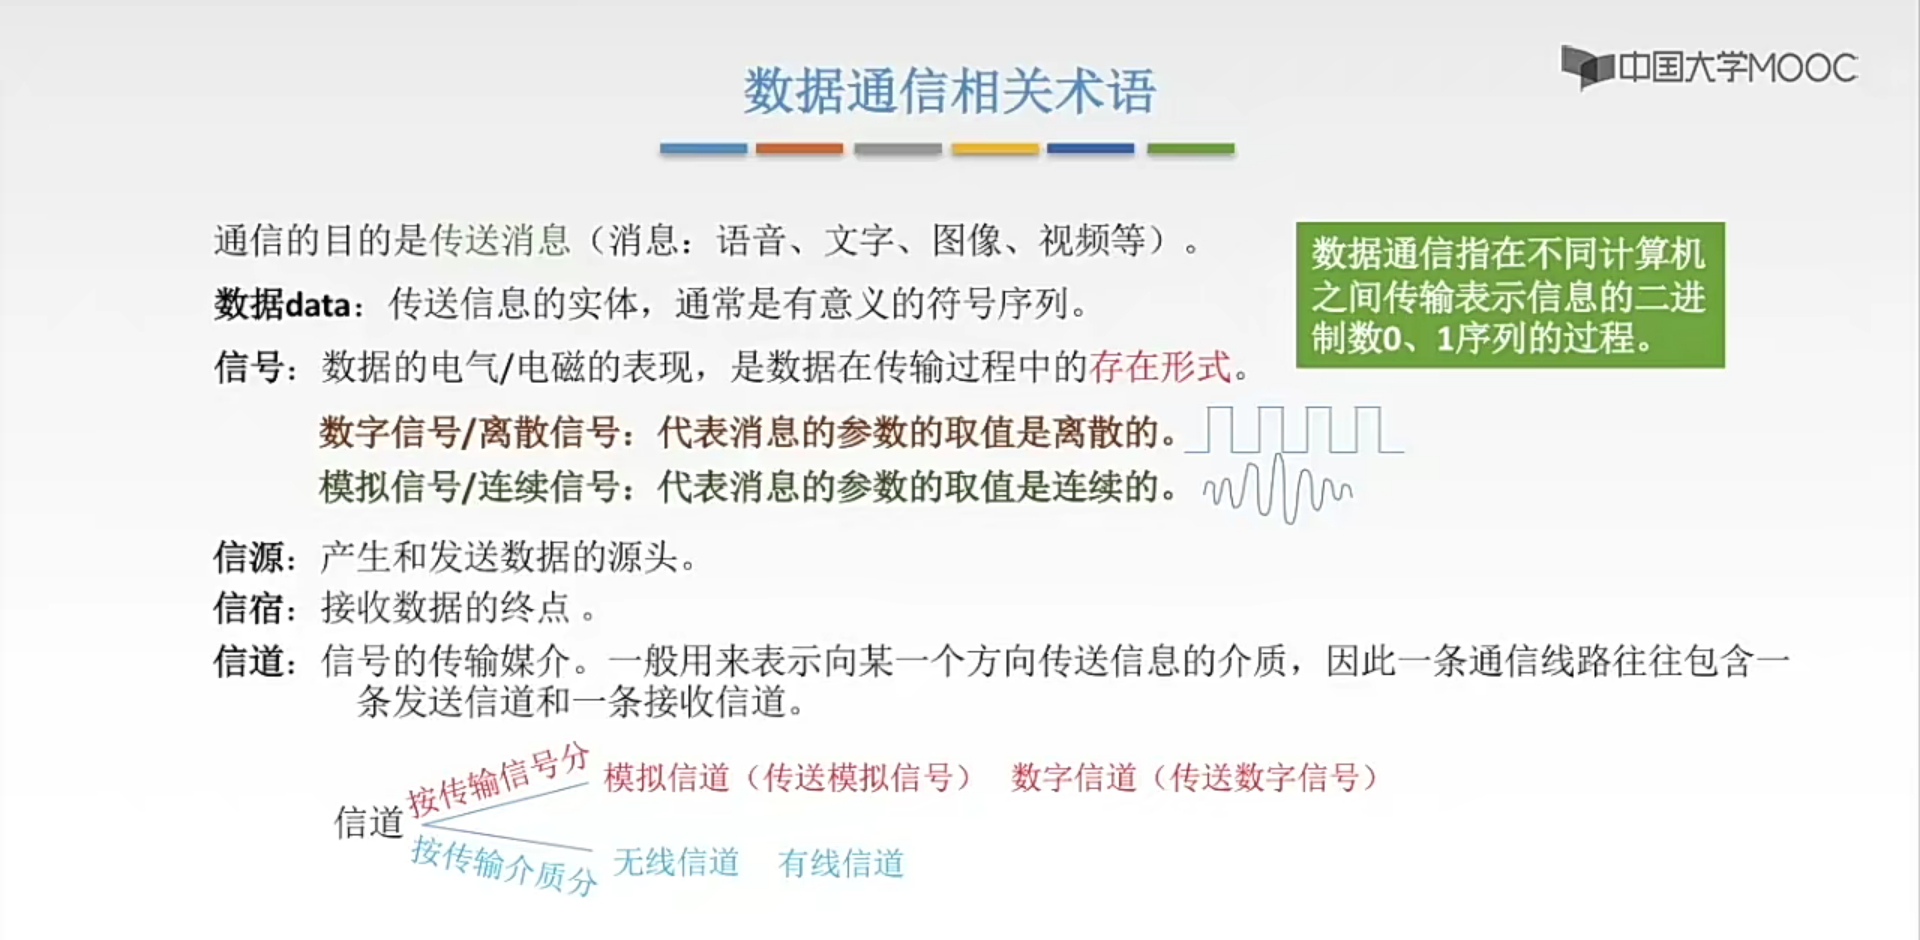 中国大学MOOC
数据通信相关术语
通信的目的是传送消息（消息：语音、文字、图像、视频等）。
数据data：传送信息的实体，通常是有意义的符号序列。
信号：数据的电气/电磁的表现，是数据在传输过程中的存在形式。
数据通信指在不同计算机
之间传输表示信息的二进
制数0、1序列的过程。
数字信号/离散信号：代表消息的参数的取值是离散的。
模拟信号/连续信号：代表消息的参数的取值是连续的。
信源：产生和发送数据的源头。
信宿：接收数据的终点 。
信道：信号的传输媒介。一般用来表示向某一个方向传送信息的介质，因此一条通信线路往往包含一
条发送信道和一条接收信道。
信道
按传输信号分
模拟信道（传送模拟信号） 数字信道（传送数字信号）
按传输介质分
无线信道 有线信道